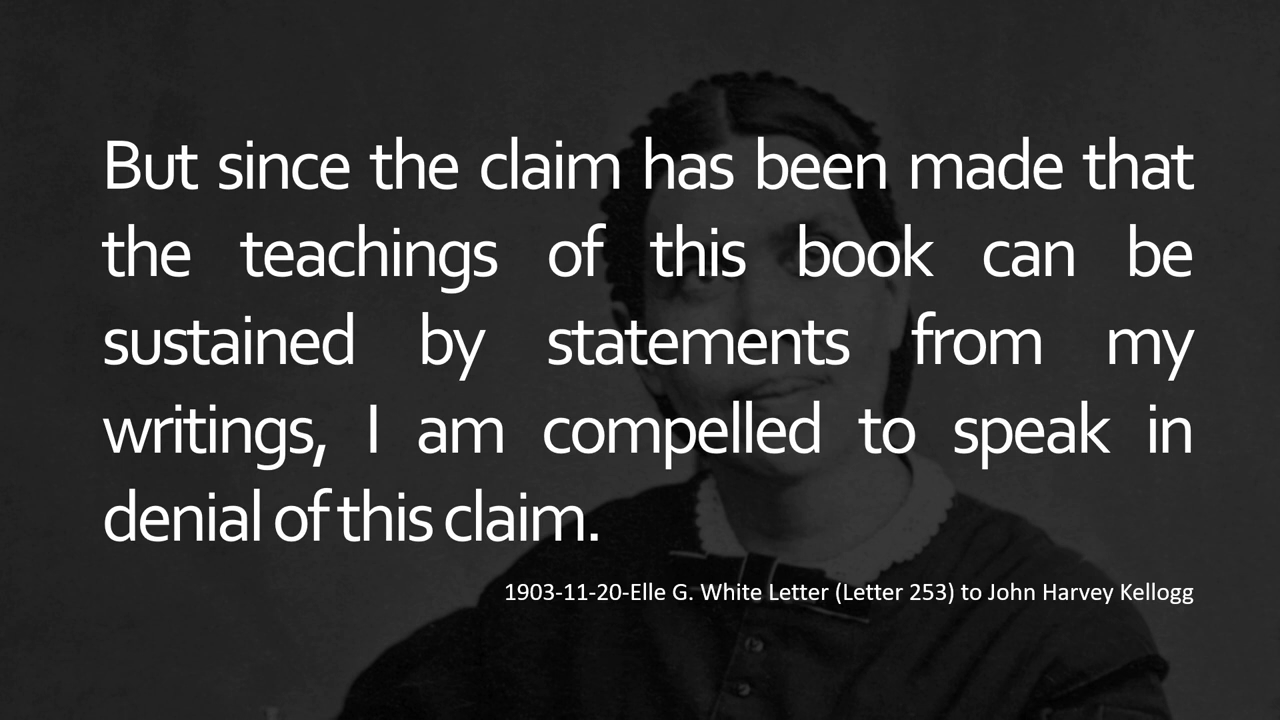 But since the claim has been made that
the teachings of this book can be
sustained by statements from my
writings, I am compelled to speak in
denial of this claim.
1903-11-20-Elle G. White Letter (Letter 253) to John Harvey Kellogg